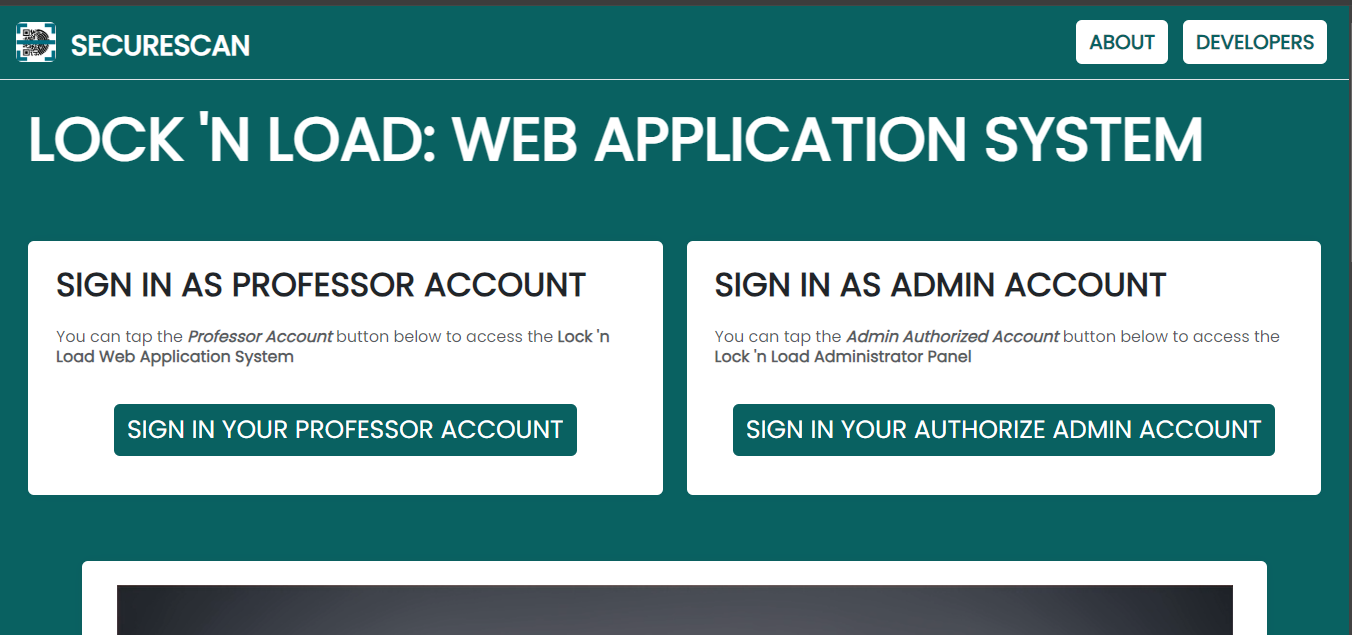 SECURESCAN
ABOUT
DEVELOPERS
LOCK 'N LOAD: WEB APPLICATION SYSTEM
SIGN IN AS PROFESSOR ACCOUNT
You can tap the Professor Account button below to access the Lock 'n
Load Web Application System
SIGN IN YOUR PROFESSOR ACCOUNT
SIGN IN AS ADMIN ACCOUNT
You can tap the Admin Authorized Account button below to access the
Lock 'n Load Administrator Panel
SIGN IN YOUR AUTHORIZE ADMIN ACCOUNT